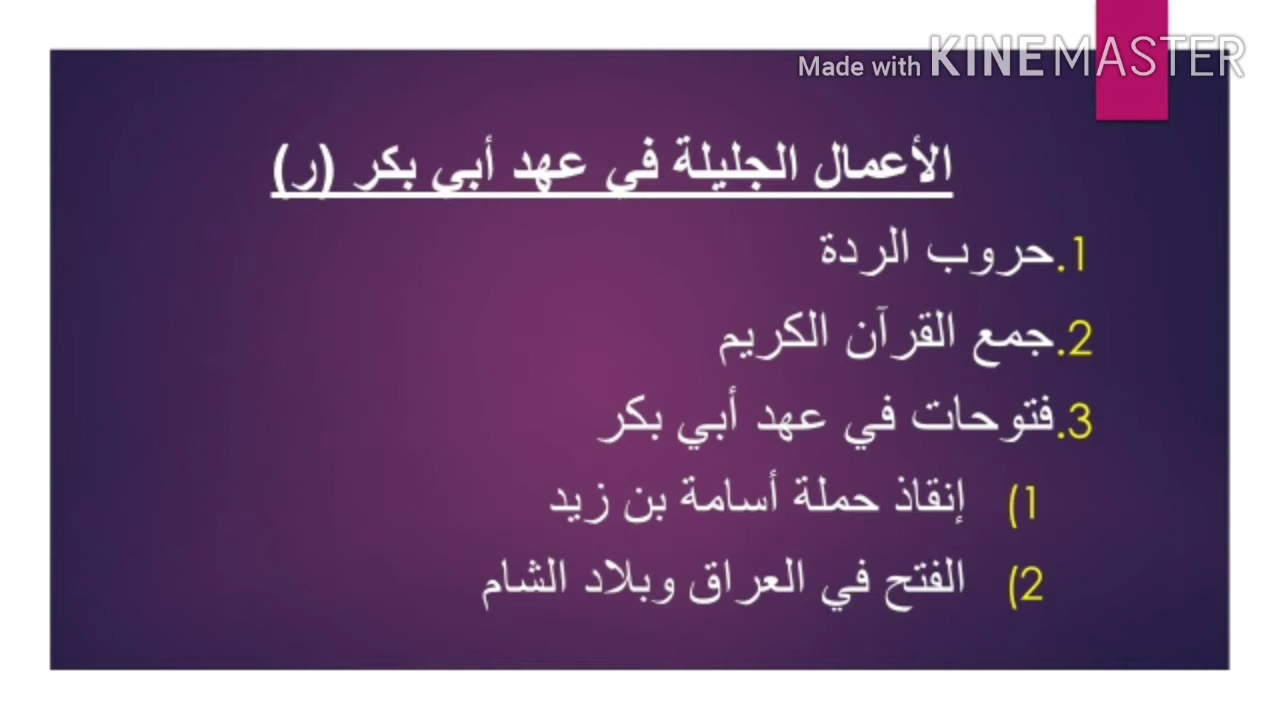 Made with KINEMASTER
الأعمال الجليلة في عهد أبي بكر (ر)
1.حروب الردة
2.جمع القرآن الكريم
3.فتوحات في عهد أبي بكر
1) إنقاذ حملة أسامة بن زيد
2) الفتح في العراق وبلاد الشام